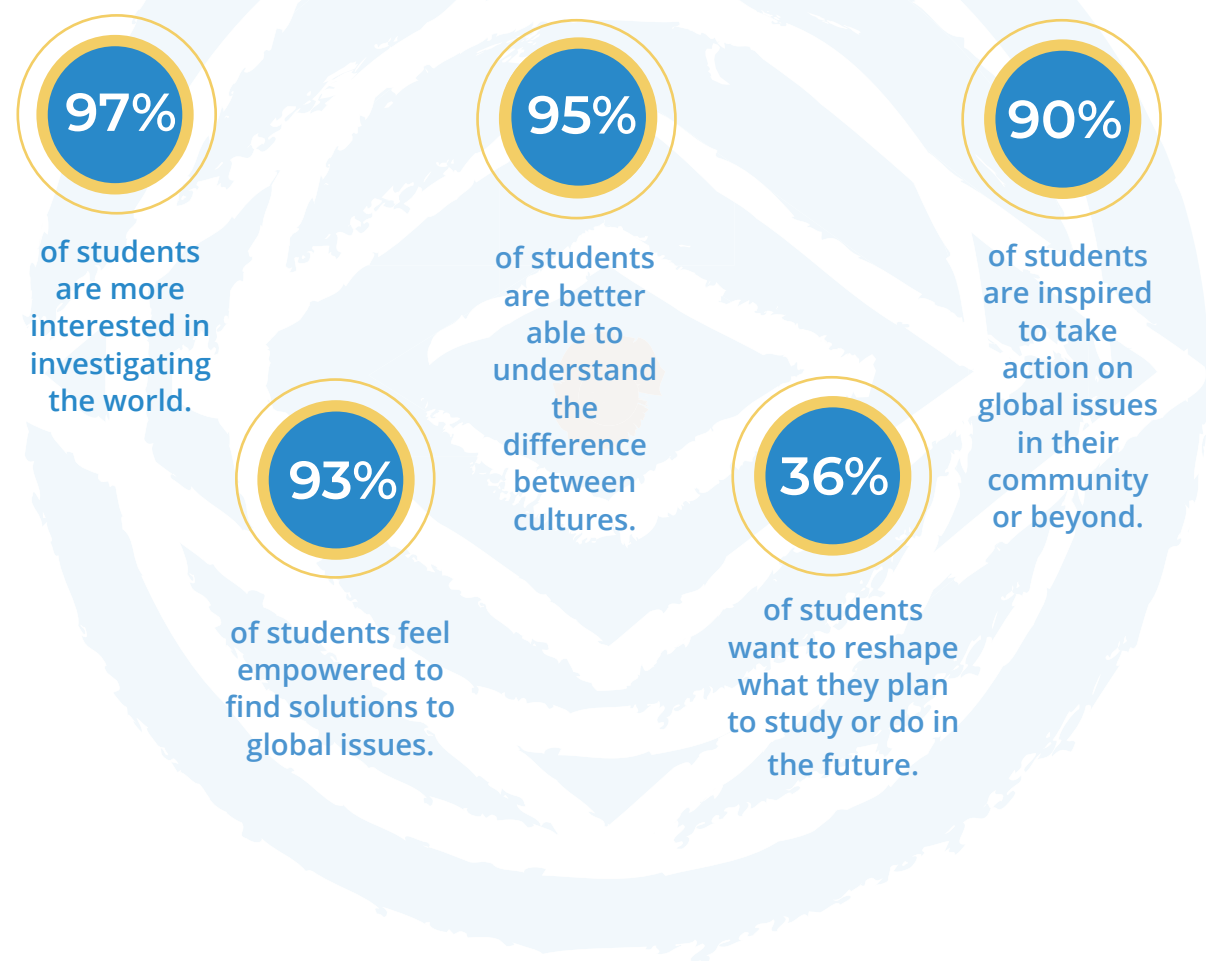 97%
of students
are more
interested in
investigating
the world.
93%
of students feel
empowered to
find solutions to
global issues.
95%
of students
are better
able to
understand
the
difference
between
cultures.
36%
of students
want to reshape
what they plan
to study or do in
the future.
90%
of students
are inspired
to take
action on
global issues
in their
community
or beyond.